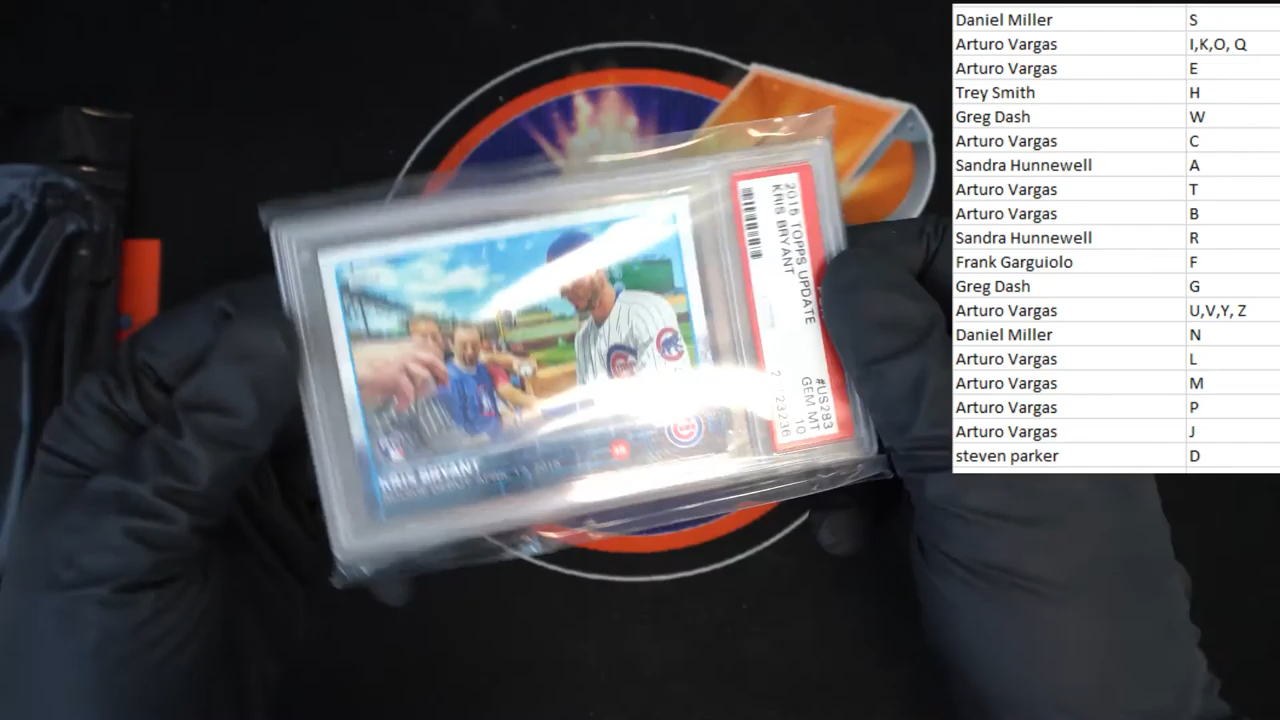 Daniel Miller S
Arturo Vargas I,K,O, Q
Arturo Vargas E
Trey Smith H
Greg Dash W
Arturo Vargas C
Sandra Hunnewell A
Arturo Vargas T
Arturo Vargas B
Sandra Hunnewell R
Frank Garguiolo F
Greg Dash G
Arturo Vargas U,V,Y, Z
Daniel Miller N
Arturo Vargas L
Arturo Vargas M
Arturo Vargas P
Arturo Vargas J
steven parker D
2015 TOPPS UPDATE #US283
KRIS BRYANT GEM MT
10
KRIS BRYANT